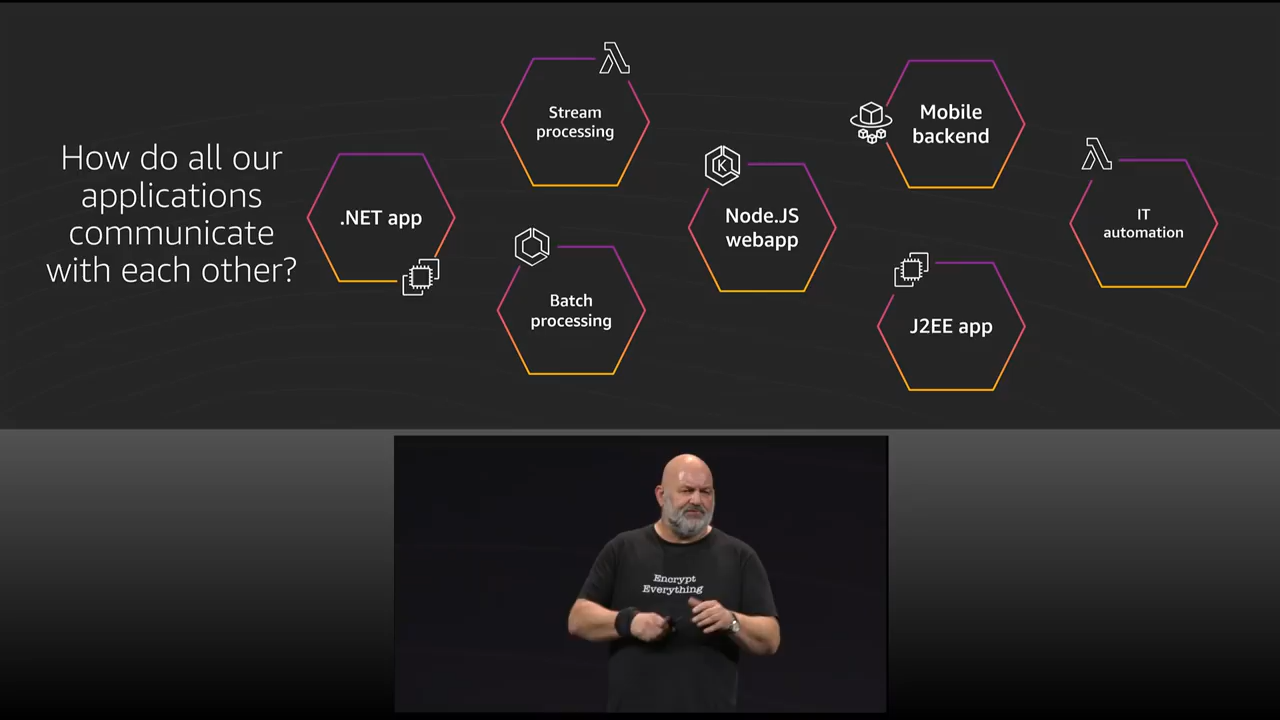 How do all our
applications
communicate
with each other?
.NET app
Stream
processing
Batch
processing
K
Node.JS
webapp
Mobile
backend
J2EE app
IT
automation
Encrypt
Everything